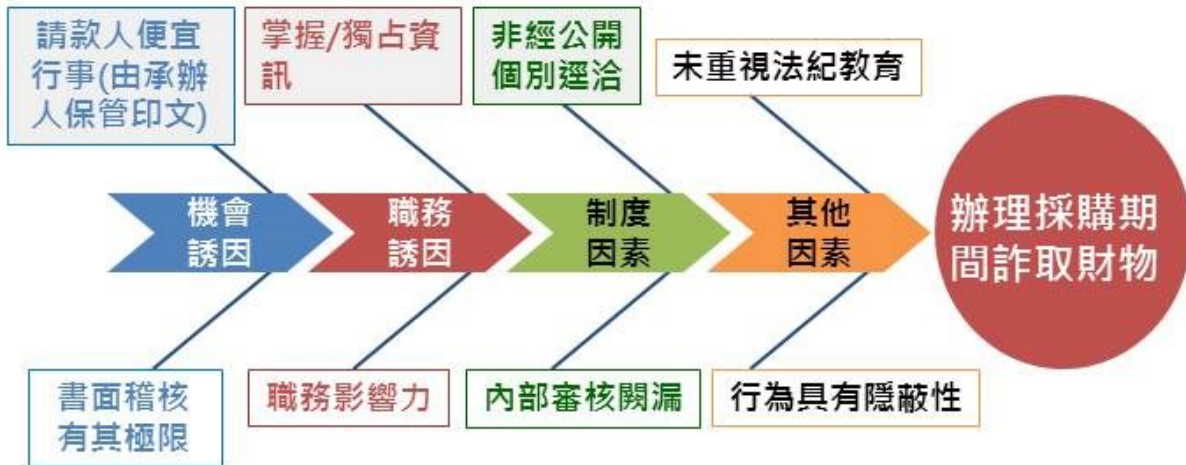 請款人便宜
行事(由承辦
人保管印文)
掌握/獨占資
訊
非經公開
個別逕洽
未重視法紀教育
機會
誘因
職務
誘因
制度
因素
其他
因素
辦理採購期
間詐取財物
書面稽核
有其極限
職務影響力
內部審核闕漏
行為具有隱蔽性